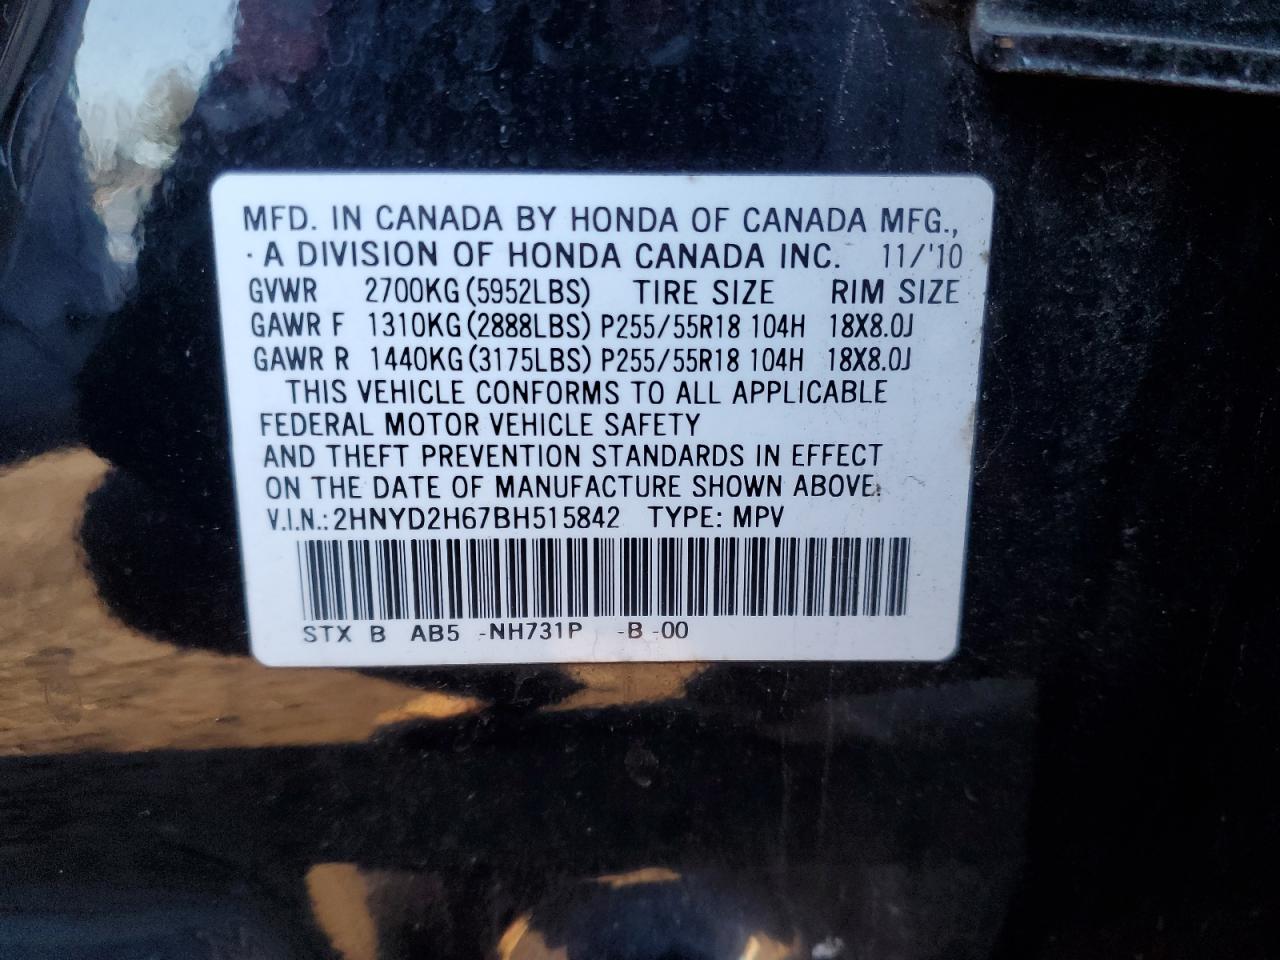 MFD. IN CANADA BY HONDA OF CANADA MFG.,
A DIVISION OF HONDA CANADA INC. 11/'10
GVWR 2700KG(5952LBS) TIRE SIZE RIM SIZE
GAWR F 1310KG(2888LBS) P255/55R18 104H 18X8.0J
GAWR R 1440KG(3175LBS) P255/55R18 104H 18X8.0J
THIS VEHICLE CONFORMS TO ALL APPLICABLE
FEDERAL MOTOR VEHICLE SAFETY
AND THEFT PREVENTION STANDARDS IN EFFECT
ON THE DATE OF MANUFACTURE SHOWN ABOVE.
V.I.N.:2HNYD2H67BH515842 TYPE: MPV
STX B AB5 -NH731P -B -00